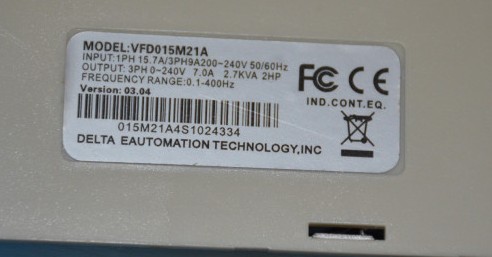 MODEL:VFD015M21A
INPUT:1PH 15.7A/3PH9A200~240V 50/60Hz
OUTPUT: 3PH 0~240V 7.0A 2.7KVA 2HP
FREQUENCY RANGE:0.1-400Hz
Version: 03.04
FC CE
IND.CONT.EQ.
015M21A4S1024334
DELTA EAUTOMATION TECHNOLOGY,INC